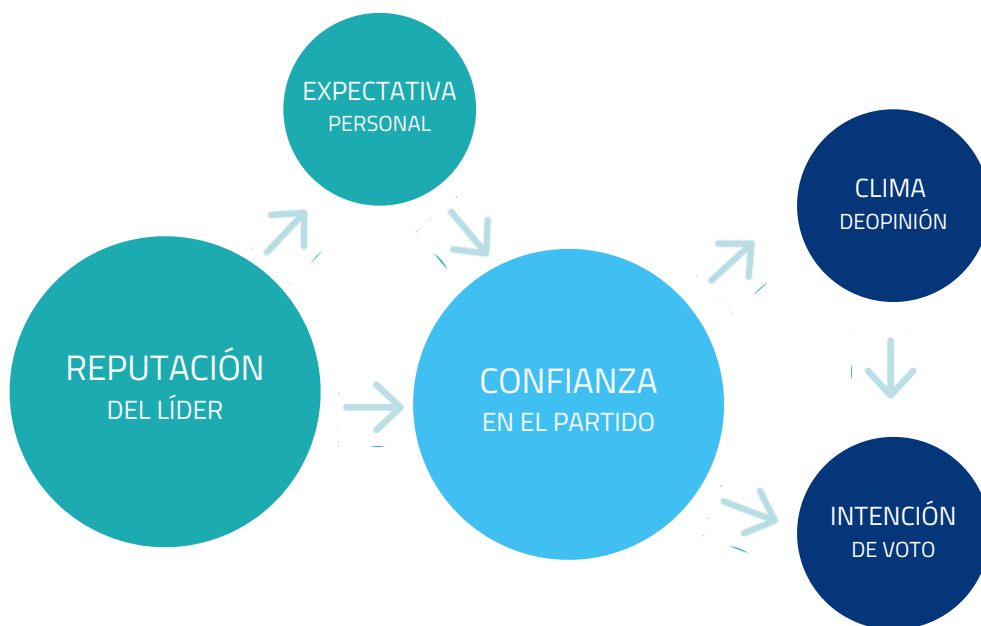 EXPECTATIVA
PERSONAL
CLIMA
DEOPINIÓN
REPUTACIÓN
DEL LÍDER
CONFIANZA
EN EL PARTIDO
INTENCIÓN
DE VOTO